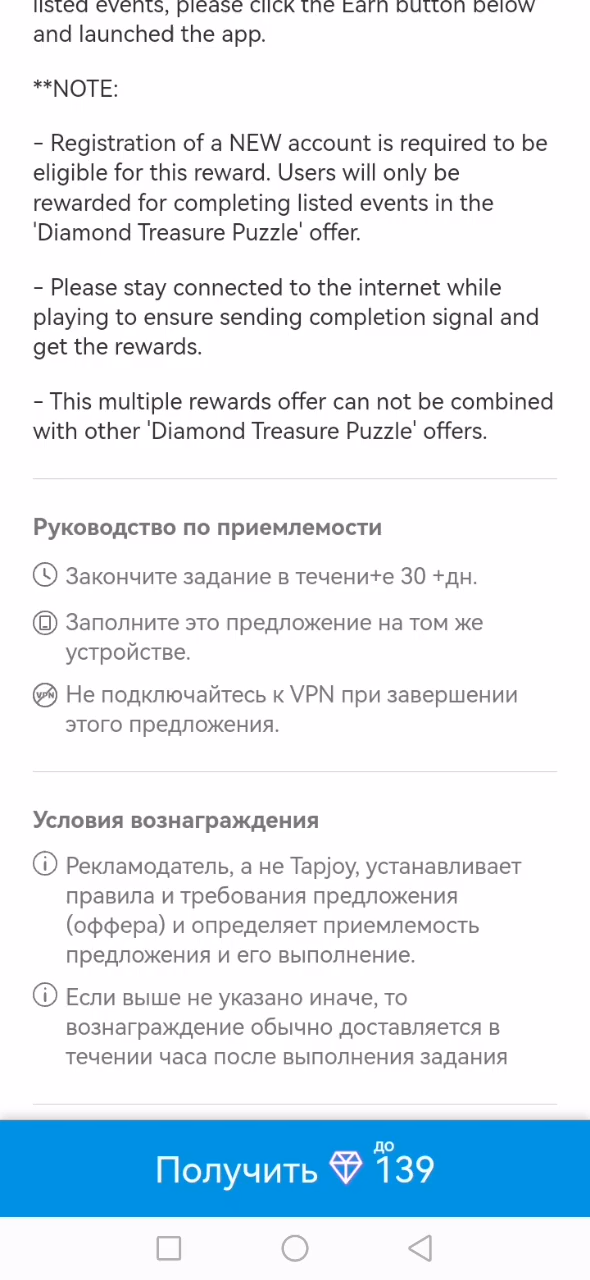 listed events, please click the Earn button below
and launched the app.
**NOTE:
- Registration of a NEW account is required to be
eligible for this reward. Users will only be
rewarded for completing listed events in the
'Diamond Treasure Puzzle' offer.
- Please stay connected to the internet while
playing to ensure sending completion signal and
get the rewards.
- This multiple rewards offer can not be combined
with other 'Diamond Treasure Puzzle' offers.
Руководство по приемлемости
Закончите задание в течени+е 30 +дн.
Заполните это предложение на том же
устройстве.
VPN
Не подключайтесь к VPN при завершении
этого предложения.
Условия вознаграждения
Рекламодатель, а не Tapjoy, устанавливает
правила и требования предложения
(оффера) и определяет приемлемость
предложения и его выполнение.
Если выше не указано иначе, то
вознаграждение обычно доставляется в
течении часа после выполнения задания
Получить до 139